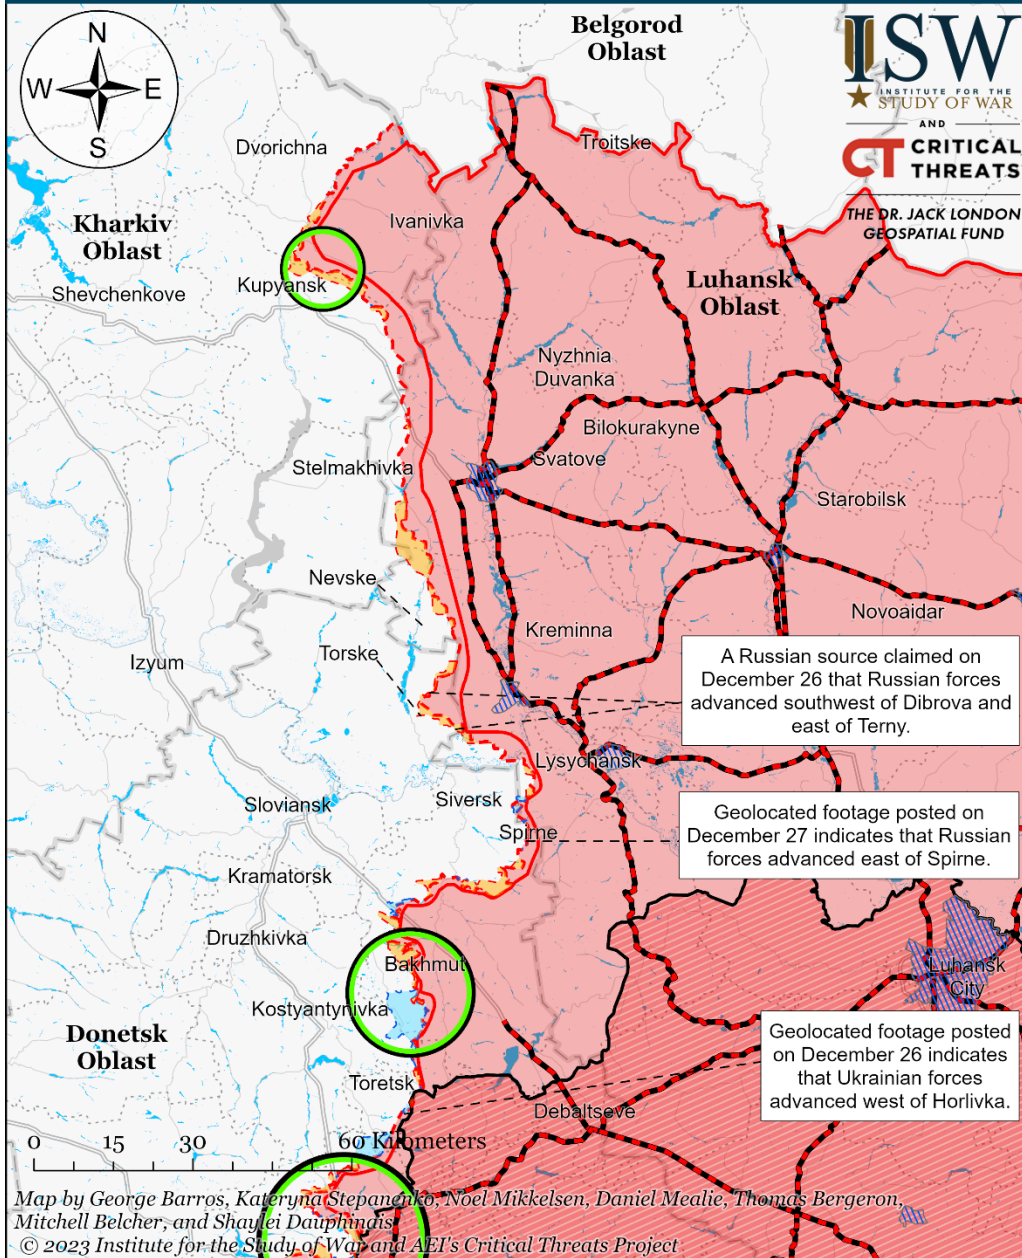 Belgorod
Oblast
N
W
E
S
ISW
INSTITUTE FOR THE
STUDY OF WAR
AND
CT CRITICAL
THREATS
THE DR. JACK LONDON
GEOSPATIAL FUND
Dvorichna
Troitske
Kharkiv
Oblast
Ivanivka
Shevchenkove
Kupyansk
Luhansk
Oblast
Nyzhnia
Duvanka
Bilokurakyne
Stelmakhivka
Svatove
Starobilsk
Nevske
Novoaidar
Kreminna
Torske
Izyum
A Russian source claimed on
December 26 that Russian forces
advanced southwest of Dibrova and
east of Terny.
Lysychansk
Sloviansk
Siversk
Spirne
Geolocated footage posted on
December 27 indicates that Russian
forces advanced east of Spirne.
Kramatorsk
Druzhkivka
Bakhmut
Luhansk
City
Kostyantynivka
Donetsk
Oblast
Geolocated footage posted
on December 26 indicates
that Ukrainian forces
advanced west of Horlivka.
Toretsk
Debaltseve
0 15 30 60 Kilometers
Map by George Barros, Kateryna Stepanenko, Noel Mikkelsen, Daniel Mealie, Thomas Bergeron,
Mitchell Belcher, and Shaylei Dauphinais
© 2023 Institute for the Study of War and AEI's Critical Threats Project